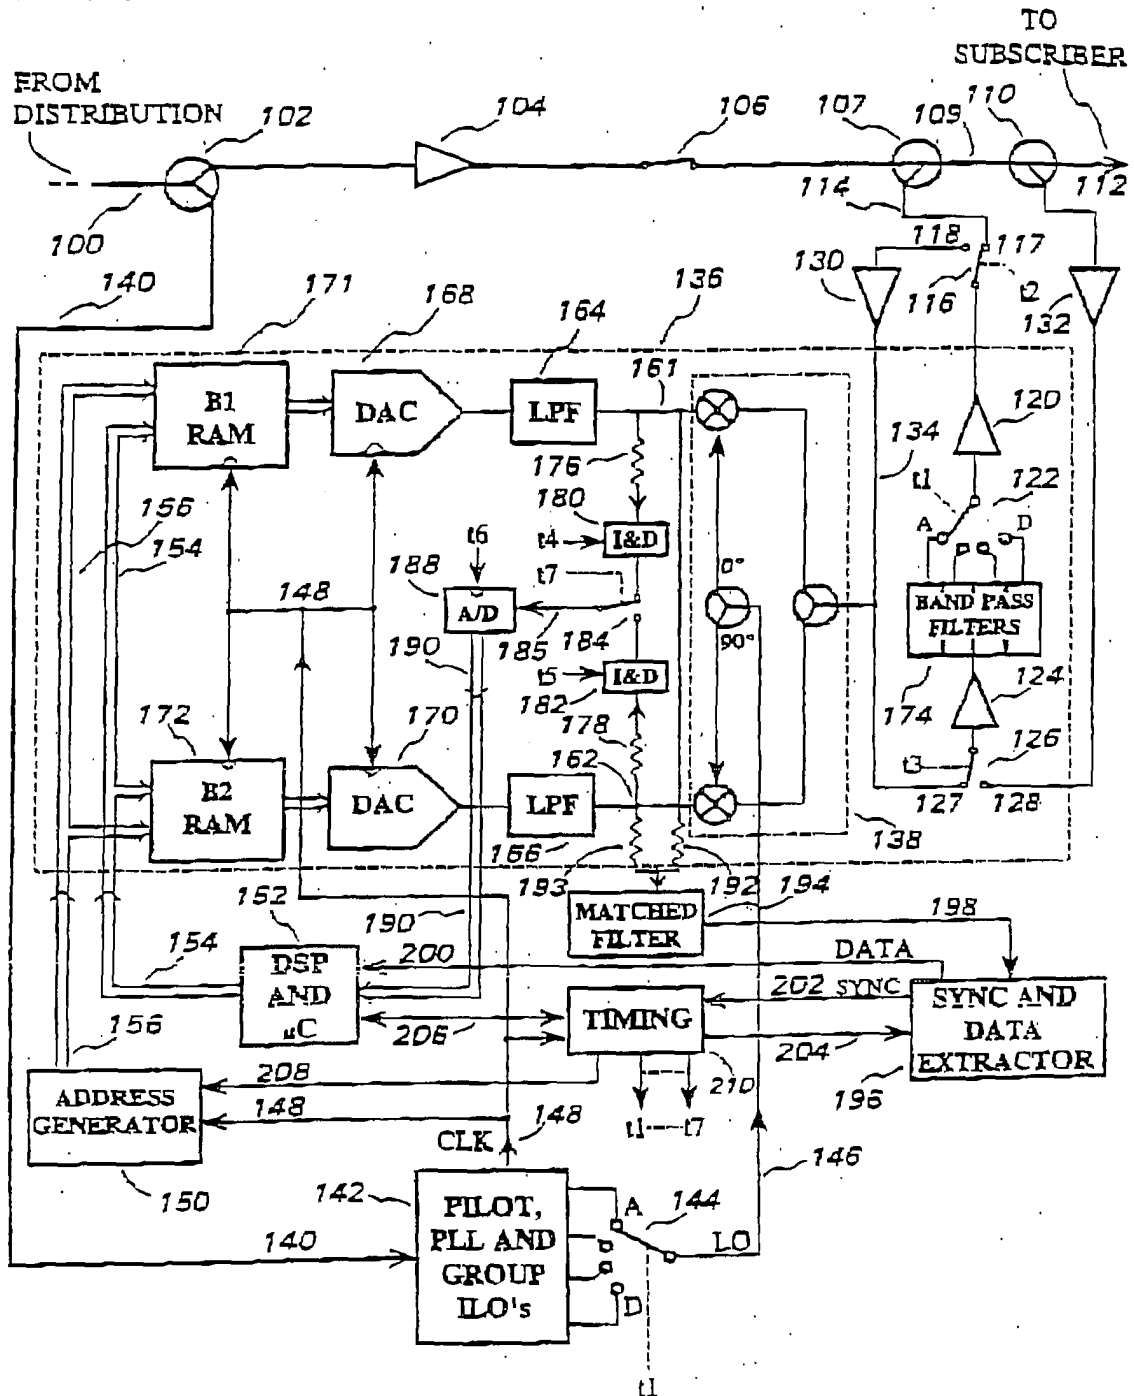 TO
SUBSCRIBER
FROM
DISTRIBUTION
102
104
106
107
109
110
100
114
112
118
117
116
t2
130
132
140
171
168
136
164
161
B1
RAM
DAC
LPF
120
134
176
t1
122
A
D
180
t4
I&D
156
154
t6
188
t7
148
A/D
185
184
0°
90°
BAND PASS
FILTERS
190
t5
I&D
182
174
124
172
170
178
162
t3
126
B2
RAM
DAC
LPF
127
128
166
138
193
192
194
152
190
MATCHED
FILTER
198
154
DSP
AND
µC
200
DATA
202
SYNC
156
206
TIMING
204
SYNC AND
DATA
EXTRACTOR
208
210
196
ADDRESS
GENERATOR
148
148
t1---t7
CLK
146
150
142
PILOT,
PLL AND
GROUP
ILO's
A
144
LO
140
D
t1